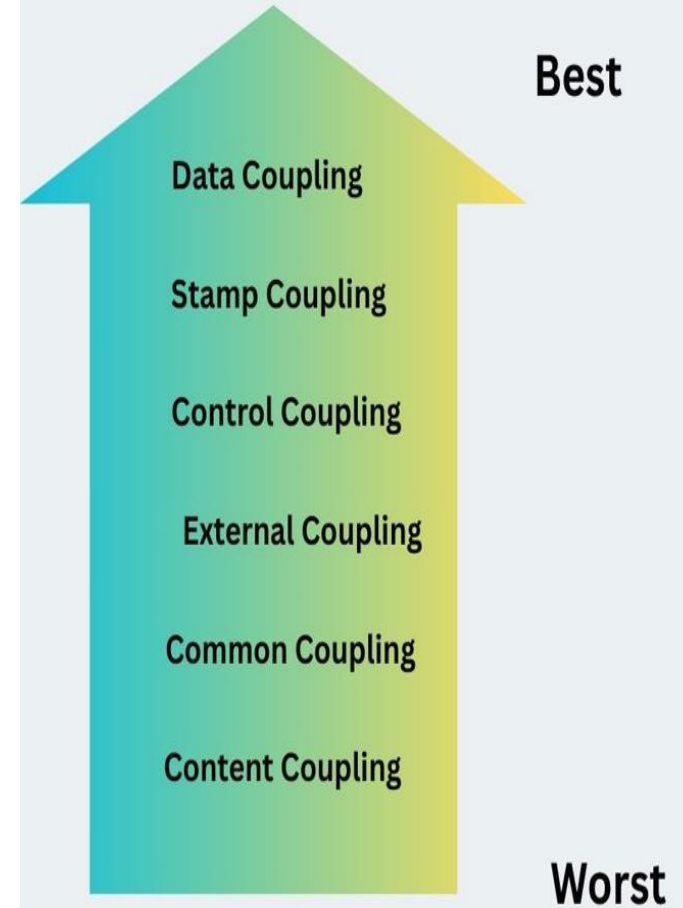 Best
Data Coupling
Stamp Coupling
Control Coupling
External Coupling
Common Coupling
Content Coupling
Worst